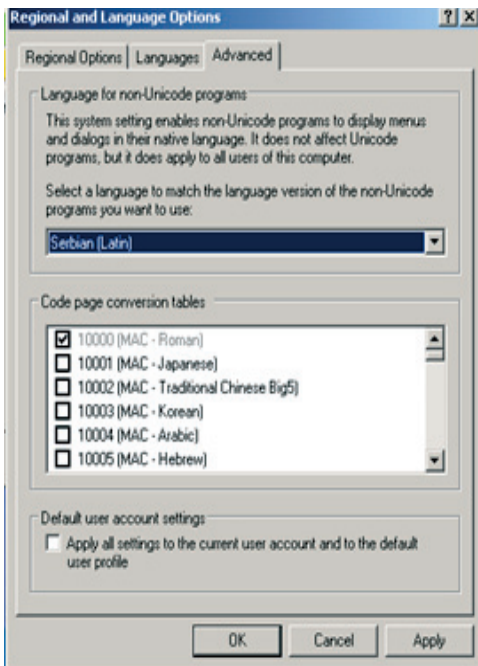 Regional and Language Options
Regional Options Languages Advanced
Language for non-Unicode programs
This system setting enables non-Unicode programs to display menus
and dialogs in their native language. It does not affect Unicode
programs, but it does apply to all users of this computer.
Select a language to match the language version of the non-Unicode
programs you want to use:
Serbian (Latin)
Code page conversion tables
10000 (MAC - Roman)
10001 (MAC - Japanese)
10002 (MAC - Traditional Chinese Big5)
10003 (MAC - Korean)
10004 (MAC - Arabic)
10005 (MAC - Hebrew)
Default user account settings
Apply all settings to the current user account and to the default
user profile
OK Cancel Apply